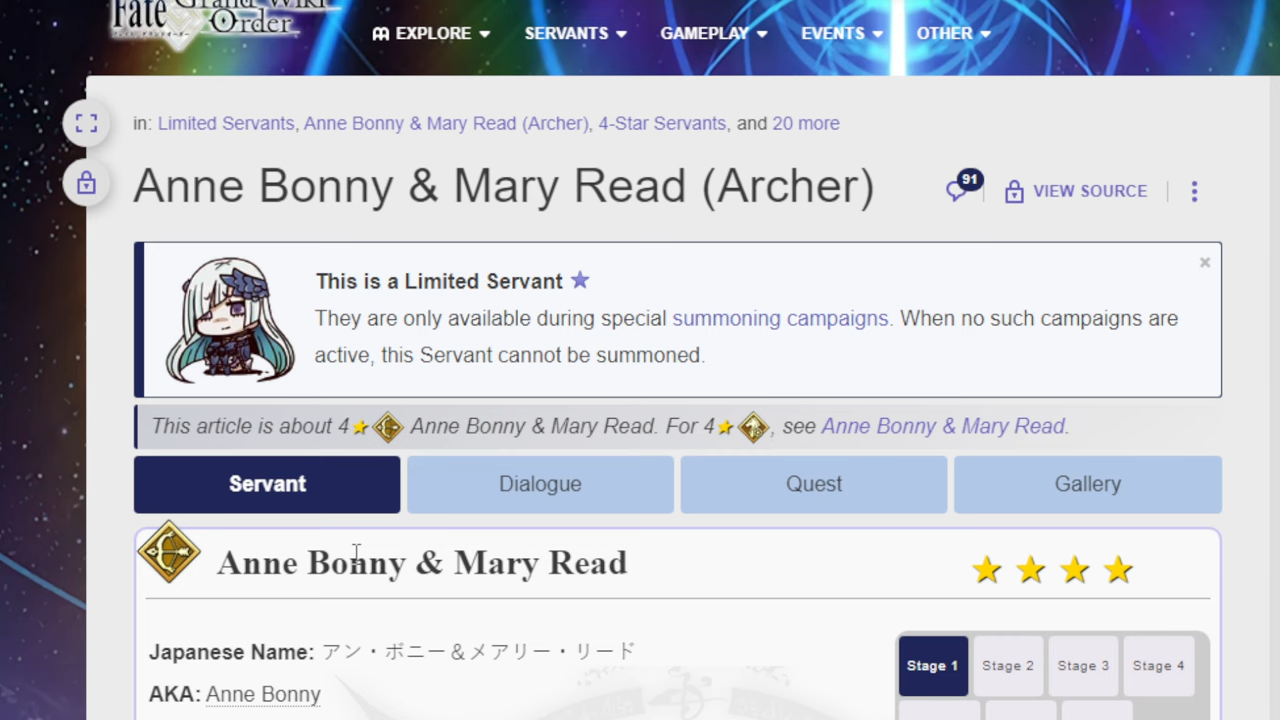 Fate Grand Wiki
Order
EXPLORE SERVANTS GAMEPLAY EVENTS OTHER
in: Limited Servants, Anne Bonny & Mary Read (Archer), 4-Star Servants, and 20 more
Anne Bonny & Mary Read (Archer)
91
VIEW SOURCE
This is a Limited Servant
They are only available during special summoning campaigns. When no such campaigns are
active, this Servant cannot be summoned.
This article is about 4 Anne Bonny & Mary Read. For 4, see Anne Bonny & Mary Read.
Servant Dialogue Quest Gallery
Anne Bonny & Mary Read
Japanese Name: アン・ボニー＆メアリー・リード
AKA: Anne Bonny
Stage 1 Stage 2 Stage 3 Stage 4